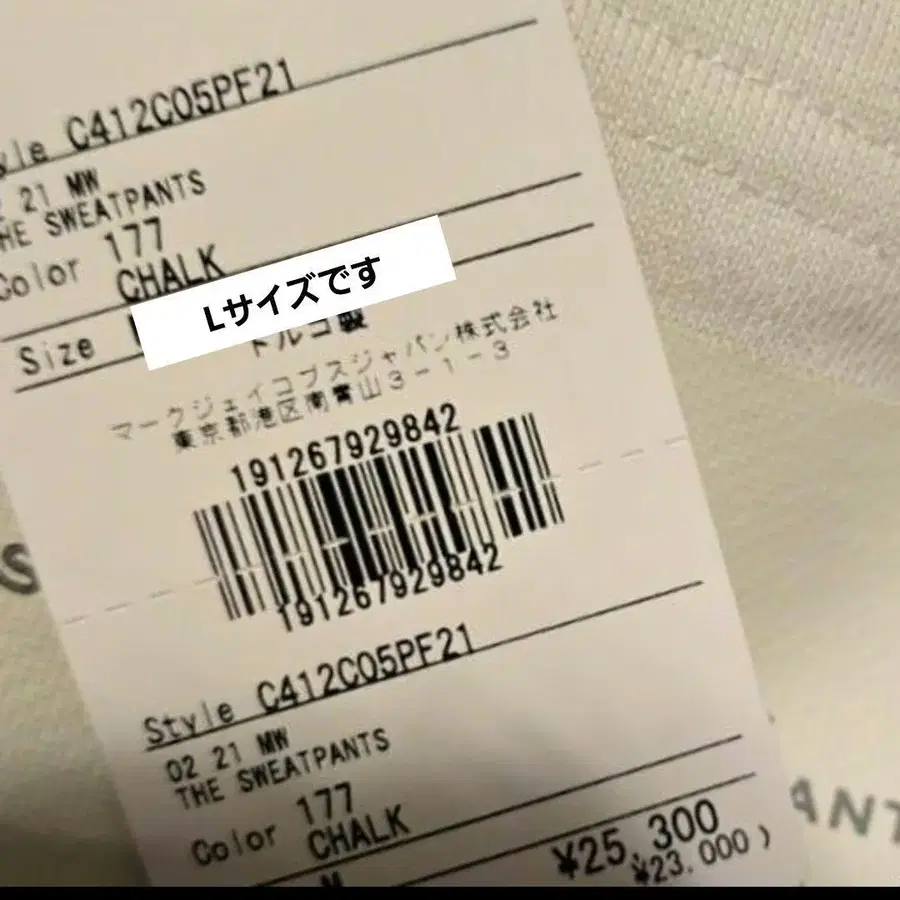 Style C412C05PF21
02 21 MW
THE SWEATPANTS
Color 177
CHALK
Lサイズです
Size
トルコ製
マークジェイコブスジャパン株式会社
東京都港区南青山3-1-3
191267929842
191267929842
Style C412C05PF21
02 21 MW
THE SWEATPANTS
Color 177
CHALK
M
¥25,300
¥23,000)
S
ANT